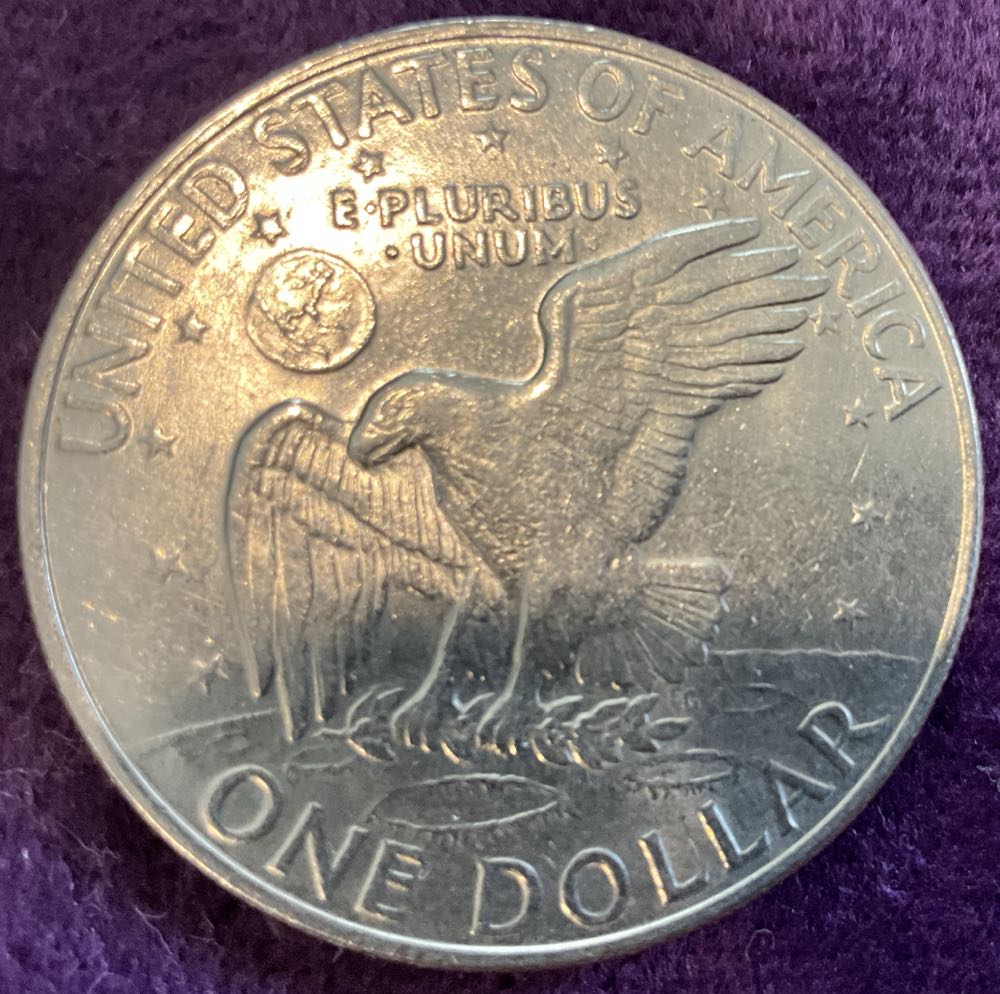 UNITED STATES OF AMERICA
E·PLURIBUS
·UNUM·
ONE DOLLAR